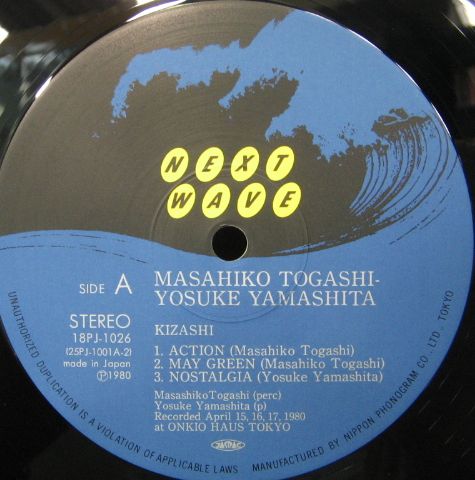 NEXT
WAVE
SIDE A
MASAHIKO TOGASHI-
YOSUKE YAMASHITA
STEREO
18PJ-1026
(25PJ-1001A-2)
made in Japan
Ⓟ1980
KIZASHI
1. ACTION (Masahiko Togashi)
2. MAY GREEN (Masahiko Togashi)
3. NOSTALGIA (Yosuke Yamashita)
Masahiko Togashi (perc)
Yosuke Yamashita (p)
Recorded April 15, 16, 17, 1980
at ONKIO HAUS TOKYO
JASRAC
UNAUTHORIZED DUPLICATION IS A VIOLATION OF APPLICABLE LAWS
MANUFACTURED BY NIPPON PHONOGRAM CO., LTD., TOKYO